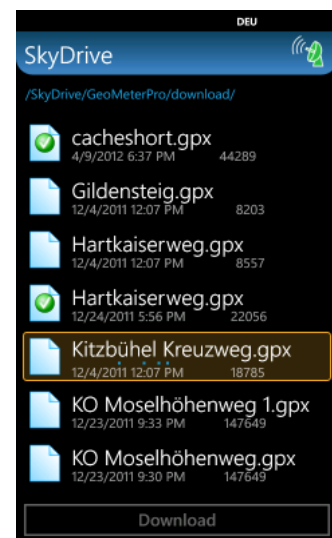 DEU
SkyDrive
/SkyDrive/GeoMeterPro/download/
cacheshort.gpx
4/9/2012 6:37 PM 44289
Gildensteig.gpx
12/4/2011 12:07 PM 8203
Hartkaiserweg.gpx
12/4/2011 12:07 PM 8557
Hartkaiserweg.gpx
12/24/2011 5:56 PM 22056
Kitzbühel Kreuzweg.gpx
12/4/2011 12:07 PM 18785
KO Moselhöhenweg 1.gpx
12/23/2011 9:33 PM 147649
KO Moselhöhenweg.gpx
12/23/2011 9:30 PM 147649
Download